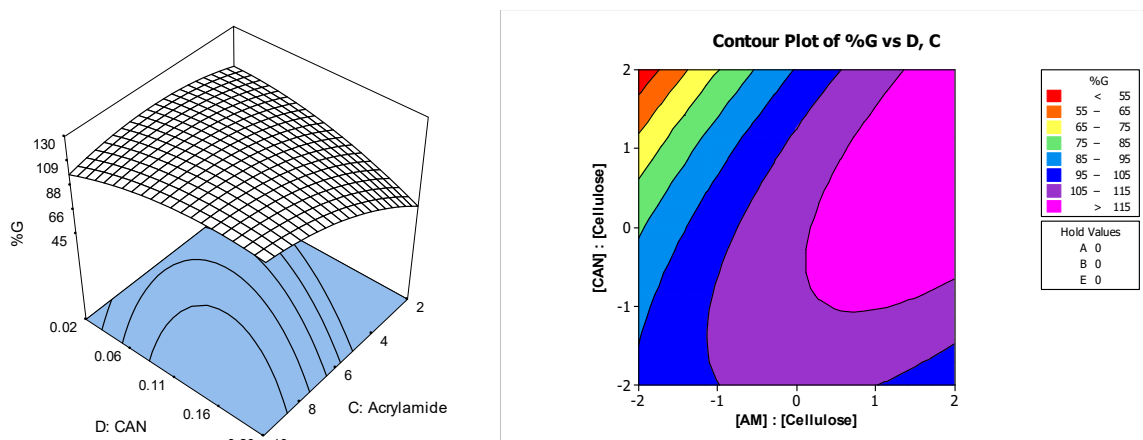 130
109
88
66
45
%G
0.02
0.06
0.11
0.16
D: CAN
2
4
6
8
C: Acrylamide
Contour Plot of %G vs D, C
[CAN] : [Cellulose]
2
1
0
-1
-2
-2 -1 0 1 2
[AM] : [Cellulose]
%G
< 55
55 – 65
65 – 75
75 – 85
85 – 95
95 – 105
105 – 115
> 115
Hold Values
A 0
B 0
E 0